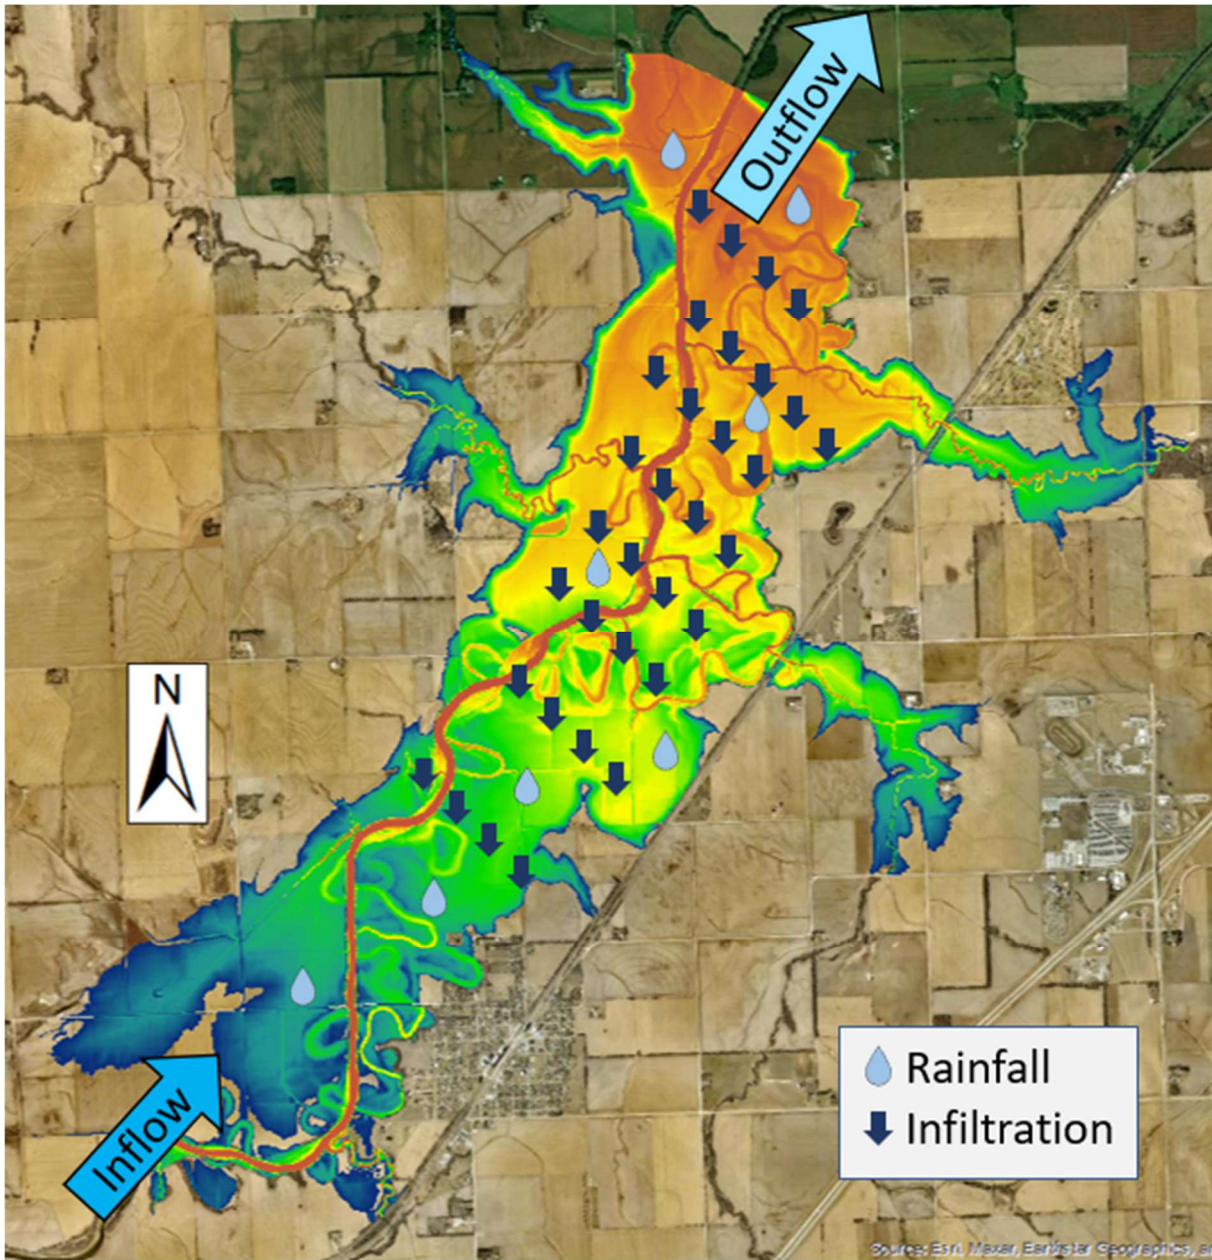 Outflow
N
Inflow
Rainfall
Infiltration
Source: Esri, Maxar, Earthstar Geographics,